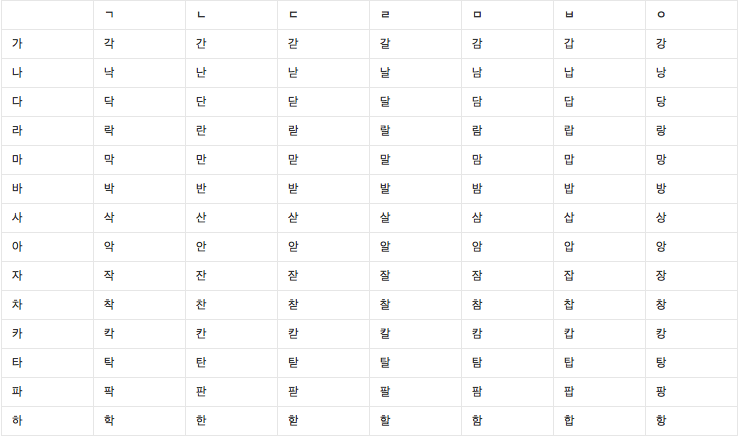 ㄱ ㄴ ㄷ ㄹ ㅁ ㅂ ㅇ
가 각 간 갇 갈 감 갑 강
나 낙 난 낟 날 남 납 낭
다 닥 단 닫 달 담 답 당
라 락 란 랃 랄 람 랍 랑
마 막 만 맏 말 맘 맙 망
바 박 반 받 발 밤 밥 방
사 삭 산 삳 살 삼 삽 상
아 악 안 앋 알 암 압 앙
자 작 잔 잗 잘 잠 잡 장
차 착 찬 찯 찰 참 찹 창
카 칵 칸 칻 칼 캄 캅 캉
타 탁 탄 탇 탈 탐 탑 탕
파 팍 판 팓 팔 팜 팝 팡
하 학 한 핟 할 함 합 항